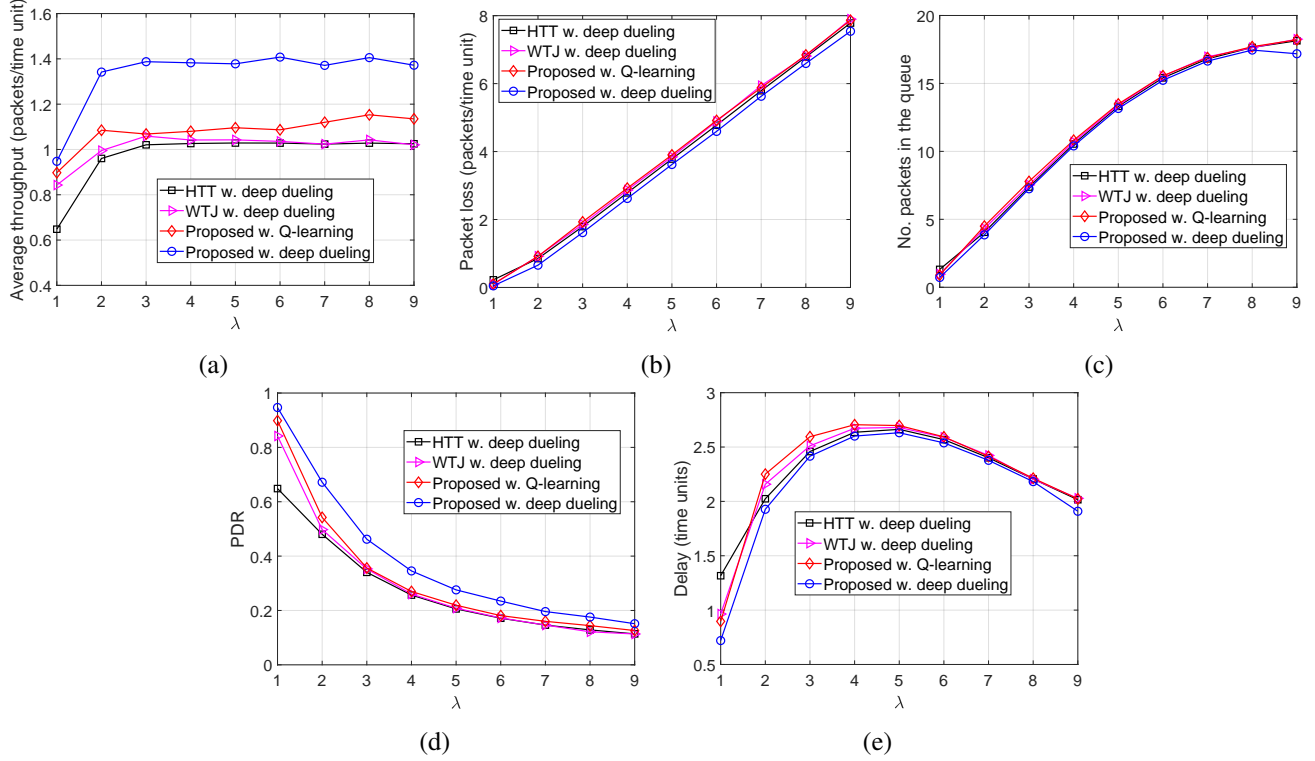 Average throughput (packets/time unit)
1.6
1.4
1.2
1
0.8
0.6
0.4
1 2 3 4 5 6 7 8 9
λ
HTT w. deep dueling
WTJ w. deep dueling
Proposed w. Q-learning
Proposed w. deep dueling
(a)
Packet loss (packets/time unit)
8
6
4
2
0
1 2 3 4 5 6 7 8 9
λ
HTT w. deep dueling
WTJ w. deep dueling
Proposed w. Q-learning
Proposed w. deep dueling
(b)
No. packets in the queue
20
15
10
5
0
1 2 3 4 5 6 7 8 9
λ
HTT w. deep dueling
WTJ w. deep dueling
Proposed w. Q-learning
Proposed w. deep dueling
(c)
PDR
1
0.8
0.6
0.4
0.2
0
1 2 3 4 5 6 7 8 9
λ
HTT w. deep dueling
WTJ w. deep dueling
Proposed w. Q-learning
Proposed w. deep dueling
(d)
Delay (time units)
3
2.5
2
1.5
1
0.5
1 2 3 4 5 6 7 8 9
λ
HTT w. deep dueling
WTJ w. deep dueling
Proposed w. Q-learning
Proposed w. deep dueling
(e)